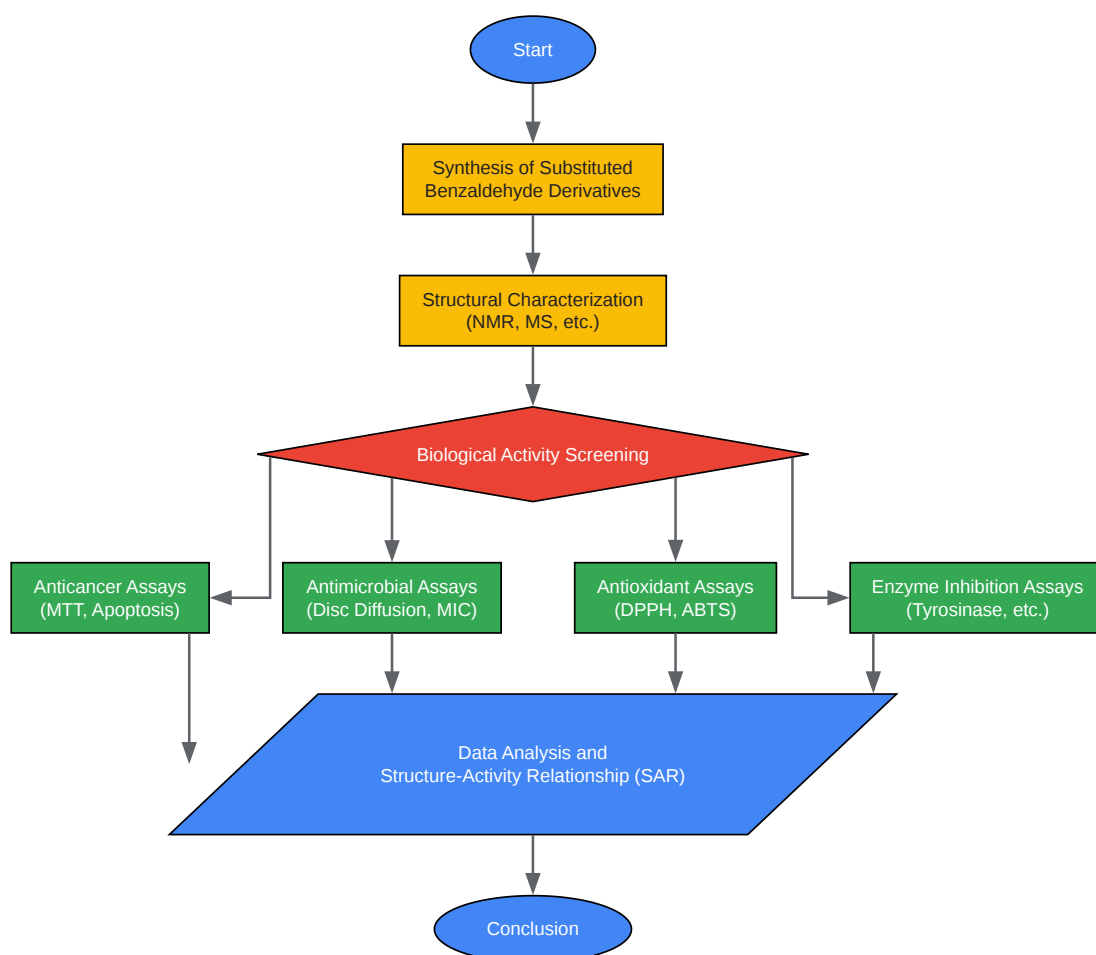 Start
Synthesis of Substituted
Benzaldehyde Derivatives
Structural Characterization
(NMR, MS, etc.)
Biological Activity Screening
Anticancer Assays
(MTT, Apoptosis)
Antimicrobial Assays
(Disc Diffusion, MIC)
Antioxidant Assays
(DPPH, ABTS)
Enzyme Inhibition Assays
(Tyrosinase, etc.)
Data Analysis and
Structure-Activity Relationship (SAR)
Conclusion